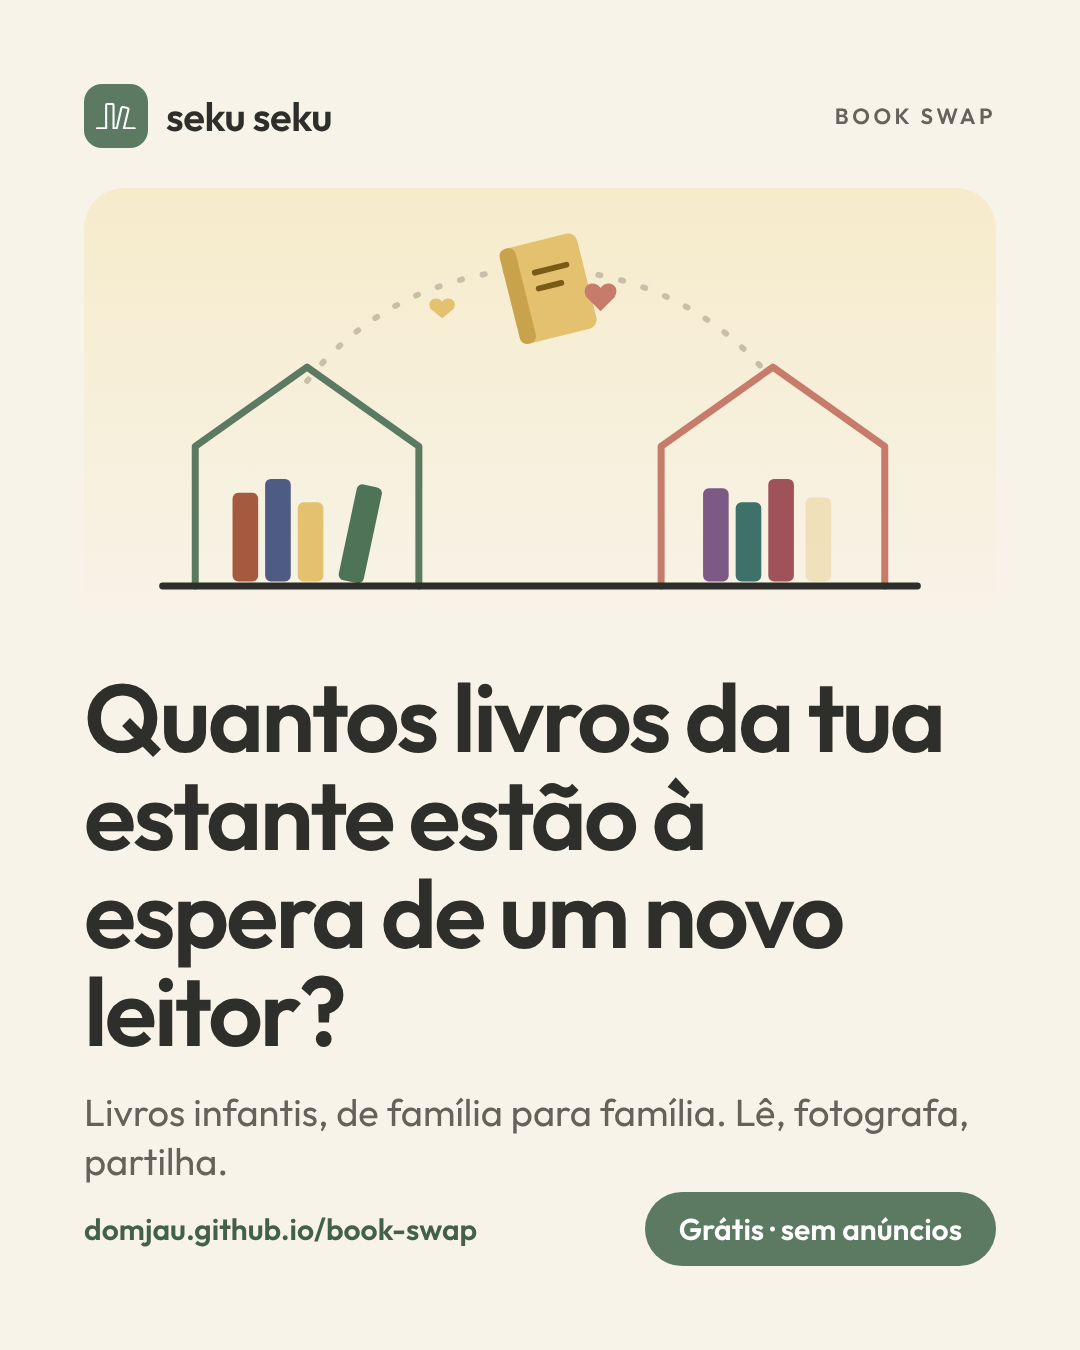 seku seku
BOOK SWAP
Quantos livros da tua
estante estão à
espera de um novo
leitor?
Livros infantis, de família para família. Lê, fotografa,
partilha.
domjau.github.io/book-swap
Grátis · sem anúncios